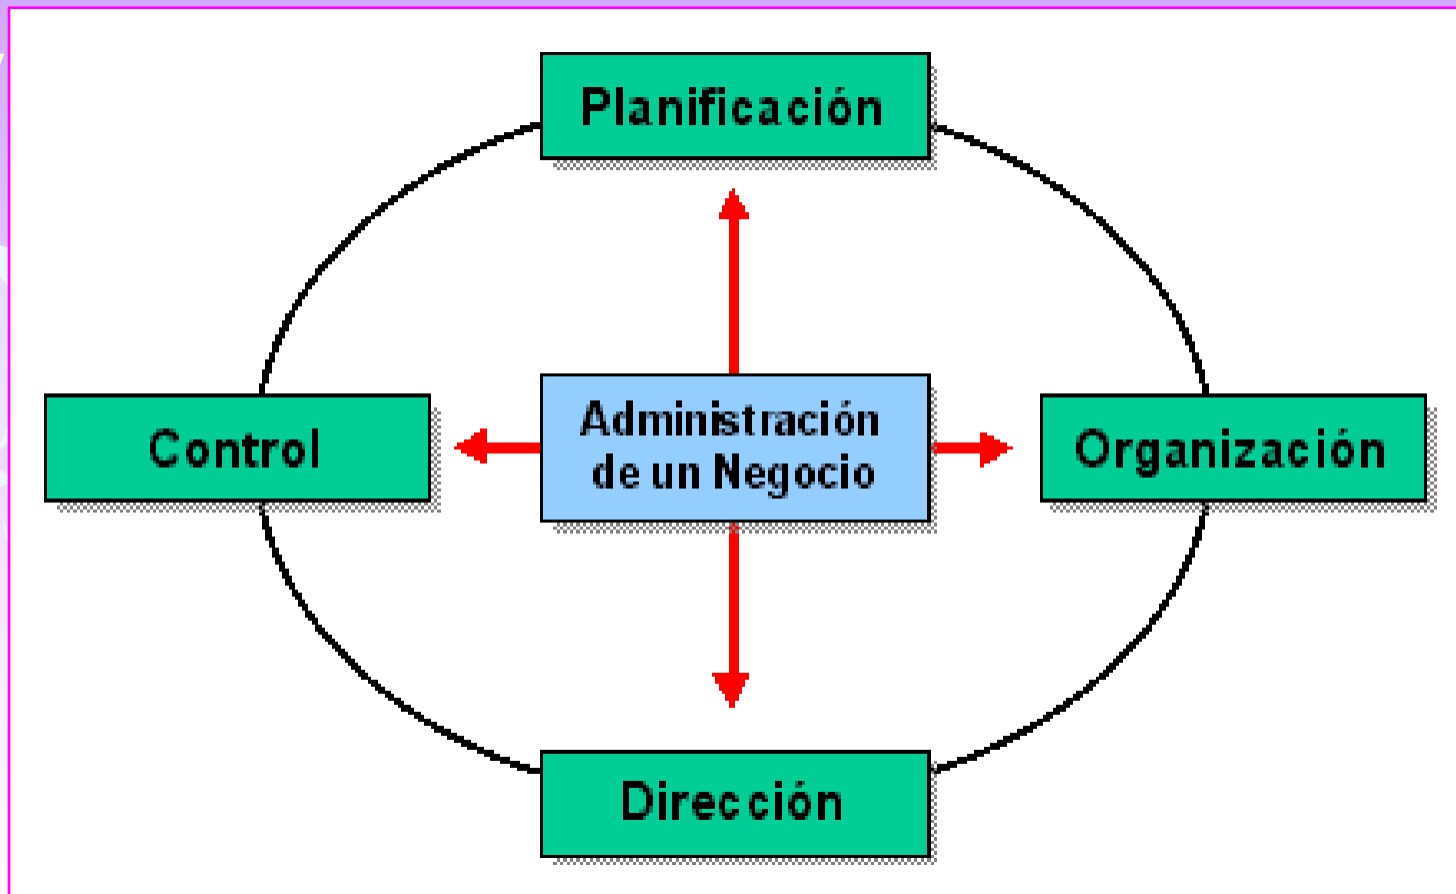 Planificación
Control
Administración
de un Negocio
Organización
Dirección